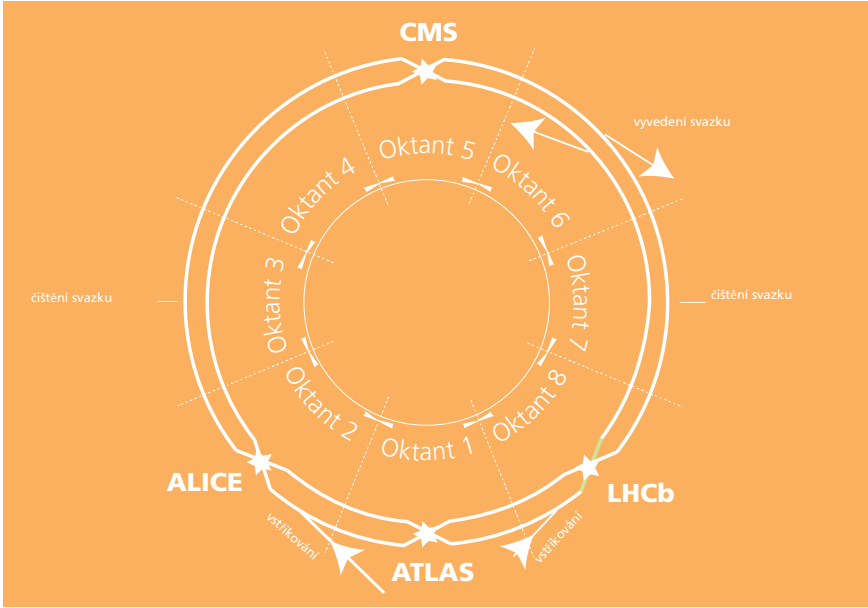 CMS
vyvedení svazku
Oktant 5
Oktant 4
Oktant 6
Oktant 3
Oktant 7
čištění svazku
čištění svazku
Oktant 2
Oktant 8
Oktant 1
ALICE
LHCb
vstřikování
vstřikování
ATLAS